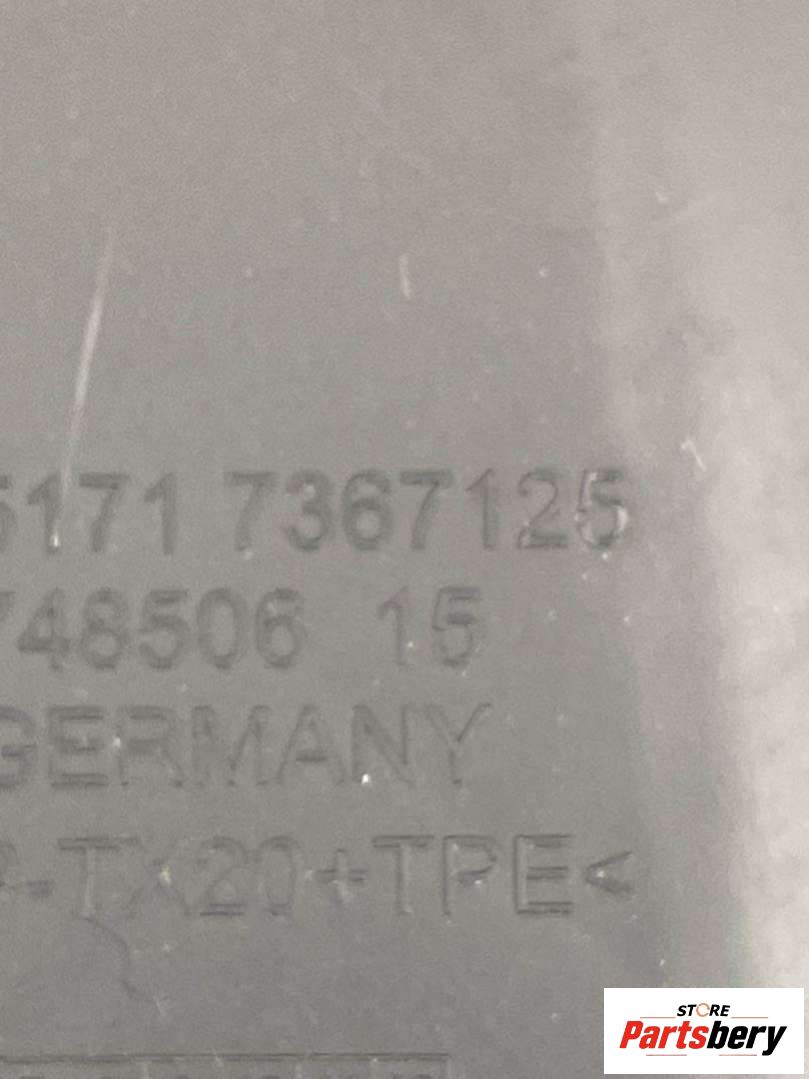 5171 7367125
748506 15
GERMANY
P-TX20+TPE<
STORE
Partsbery